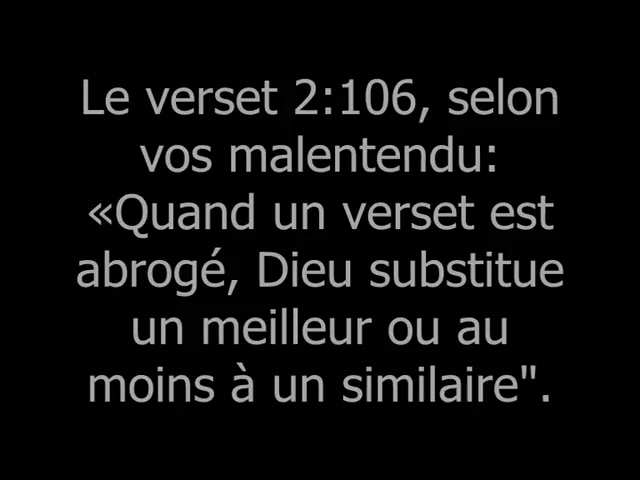 Le verset 2:106, selon
vos malentendu:
«Quand un verset est
abrogé, Dieu substitue
un meilleur ou au
moins à un similaire".